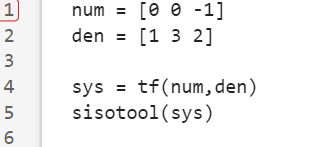 1 num = [0 0 -1]
2 den = [1 3 2]
3
4 sys = tf(num,den)
5 sisotool(sys)
6